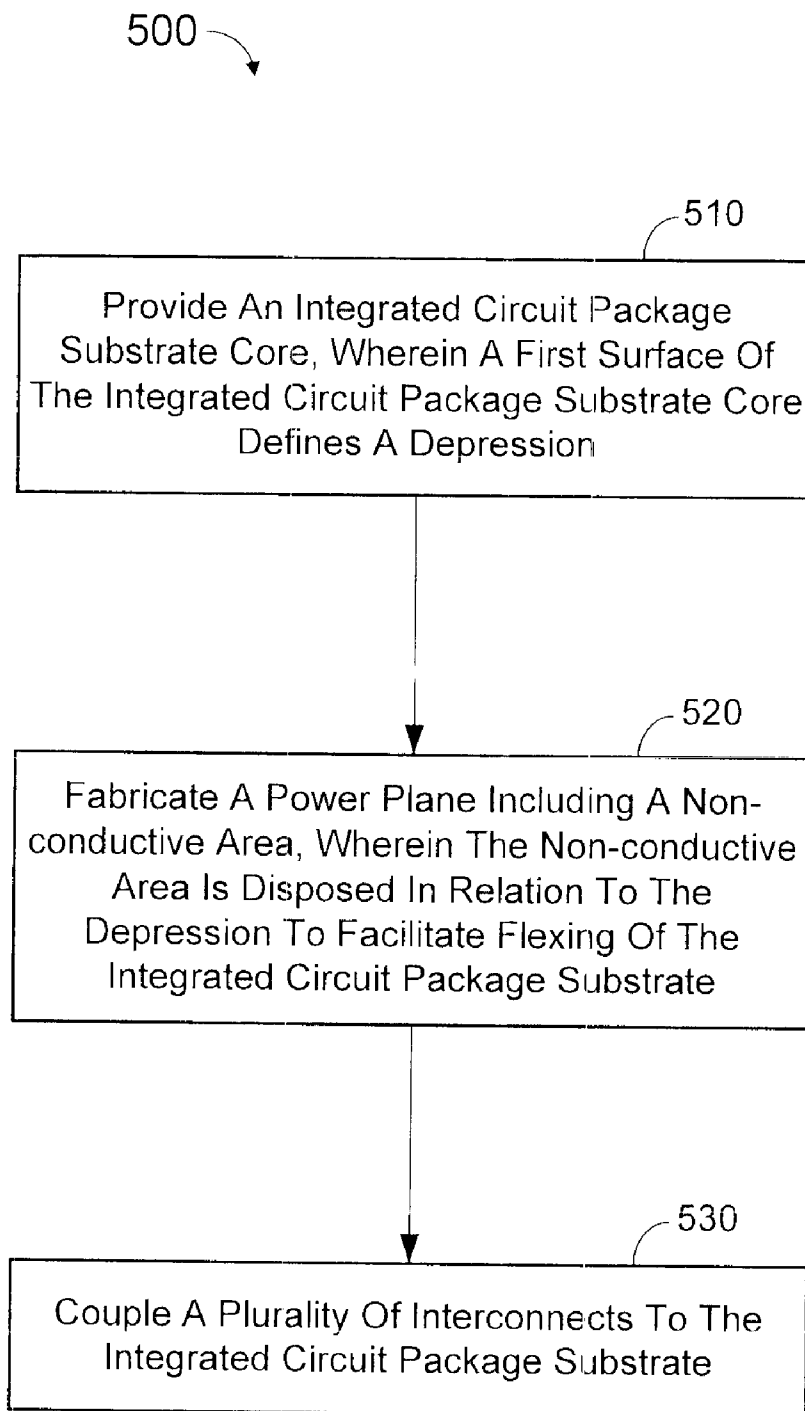 500
510
Provide An Integrated Circuit Package
Substrate Core, Wherein A First Surface Of
The Integrated Circuit Package Substrate Core
Defines A Depression
520
Fabricate A Power Plane Including A Non-
conductive Area, Wherein The Non-conductive
Area Is Disposed In Relation To The
Depression To Facilitate Flexing Of The
Integrated Circuit Package Substrate
530
Couple A Plurality Of Interconnects To The
Integrated Circuit Package Substrate